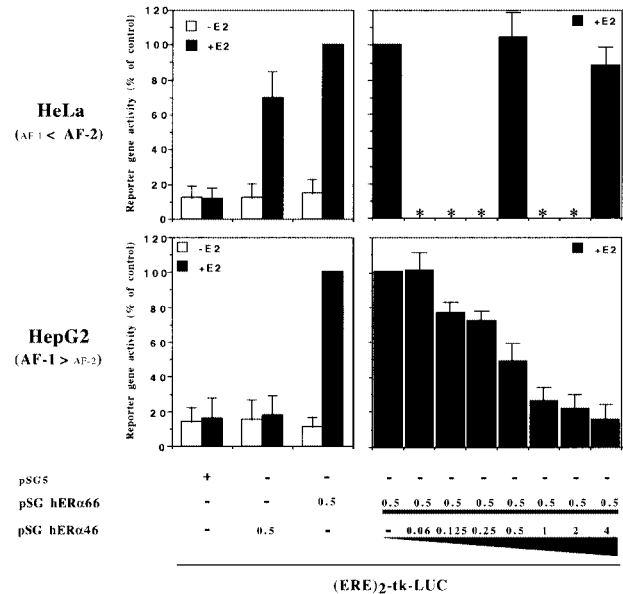 Reporter gene activity (% of control)
120
100
80
60
40
20
0
-E2
+E2
+E2
* * * * *
HeLa
(AF-1 < AF-2)
Reporter gene activity (% of control)
120
100
80
60
40
20
0
-E2
+E2
+E2
HepG2
(AF-1 > AF-2)
pSG5 + - - - - - - - - - -
pSG hERα66 - - 0.5 0.5 0.5 0.5 0.5 0.5 0.5 0.5 0.5
pSG hERα46 - 0.5 - - 0.06 0.125 0.25 0.5 1 2 4
(ERE)2-tk-LUC